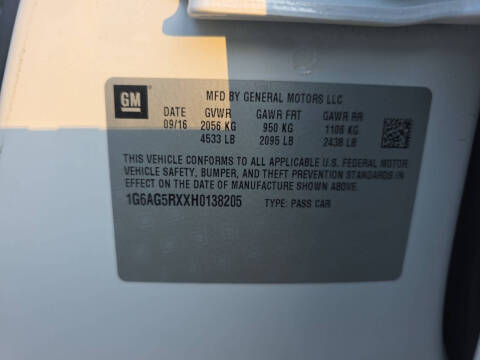 GM
MFD BY GENERAL MOTORS LLC
DATE GVWR GAWR FRT GAWR RR
09/16 2056 KG 950 KG 1106 KG
4533 LB 2095 LB 2438 LB
THIS VEHICLE CONFORMS TO ALL APPLICABLE U.S. FEDERAL MOTOR
VEHICLE SAFETY, BUMPER, AND THEFT PREVENTION STANDARDS
IN EFFECT ON THE DATE OF MANUFACTURE SHOWN ABOVE.
1G6AG5RXXH0138205 TYPE: PASS CAR